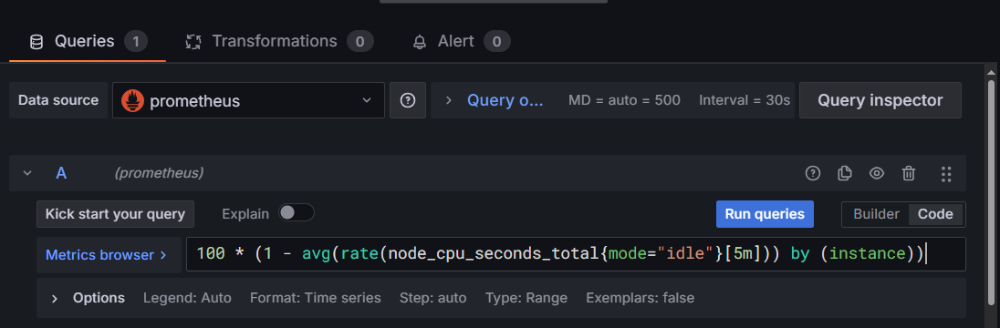 Queries 1 Transformations 0 Alert 0
Data source prometheus Query o... MD = auto = 500 Interval = 30s Query inspector
A (prometheus)
Kick start your query Explain Run queries Builder Code
Metrics browser > 100 * (1 - avg(rate(node_cpu_seconds_total{mode="idle"}[5m])) by (instance))
Options Legend: Auto Format: Time series Step: auto Type: Range Exemplars: false